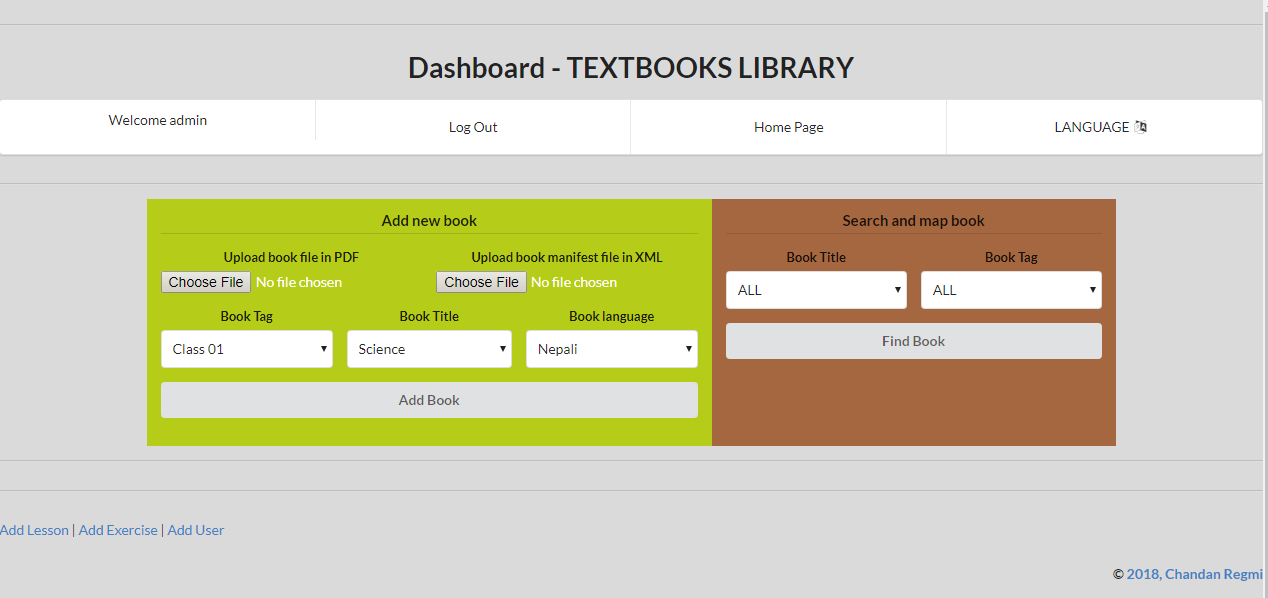 Dashboard - TEXTBOOKS LIBRARY
Welcome admin
Log Out
Home Page
LANGUAGE
Add new book
Upload book file in PDF
Upload book manifest file in XML
Choose File No file chosen
Choose File No file chosen
Book Tag
Book Title
Book language
Class 01
Science
Nepali
Add Book
Search and map book
Book Title
Book Tag
ALL
ALL
Find Book
Add Lesson | Add Exercise | Add User
© 2018, Chandan Regmi